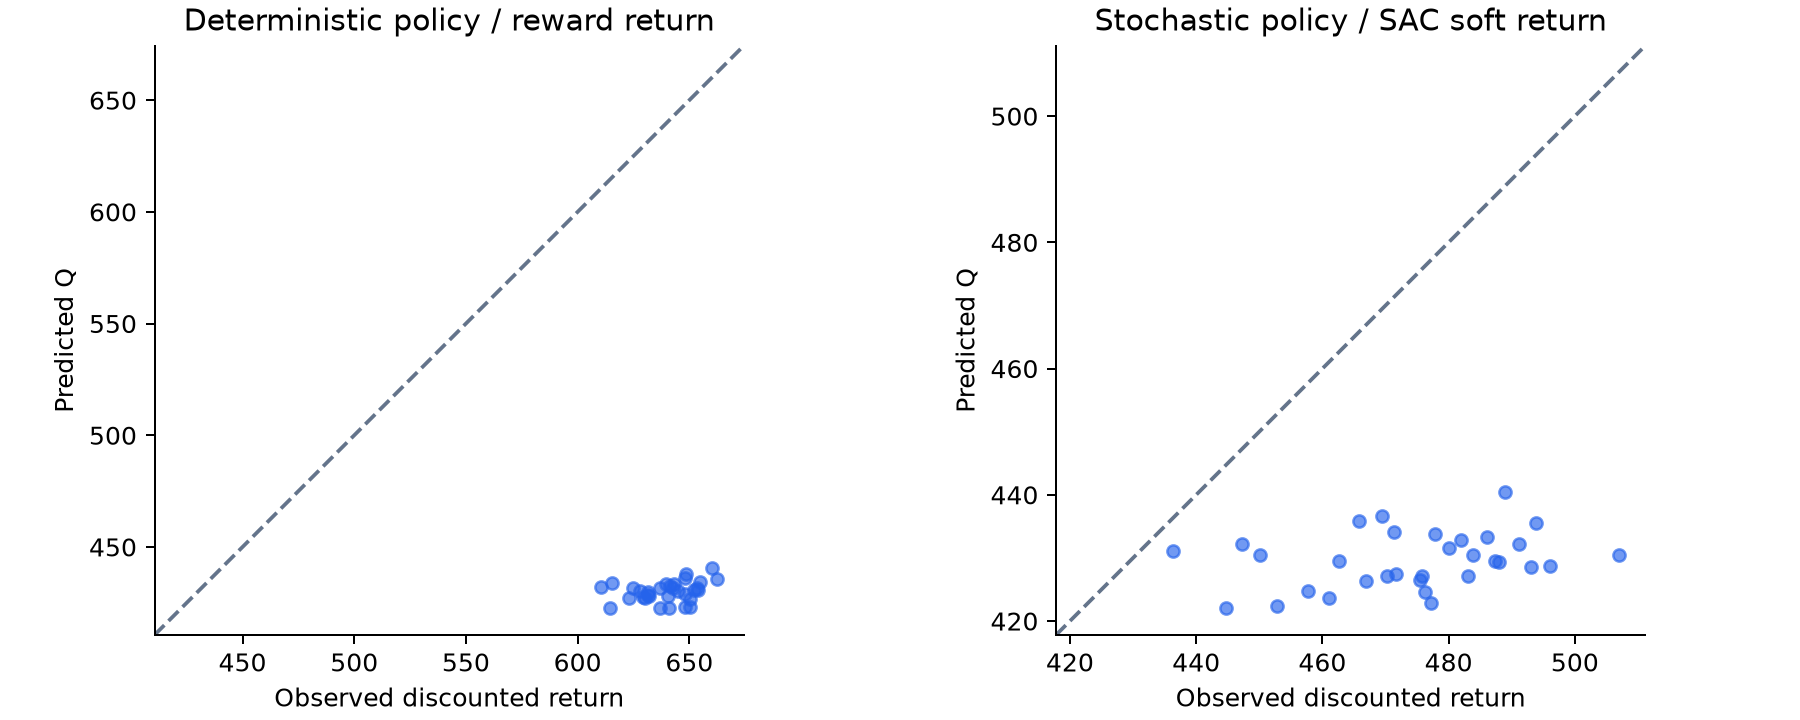 Deterministic policy / reward return
650
600
550
500
450
Predicted Q
450 500 550 600 650
Observed discounted return
Stochastic policy / SAC soft return
500
480
460
440
420
Predicted Q
420 440 460 480 500
Observed discounted return